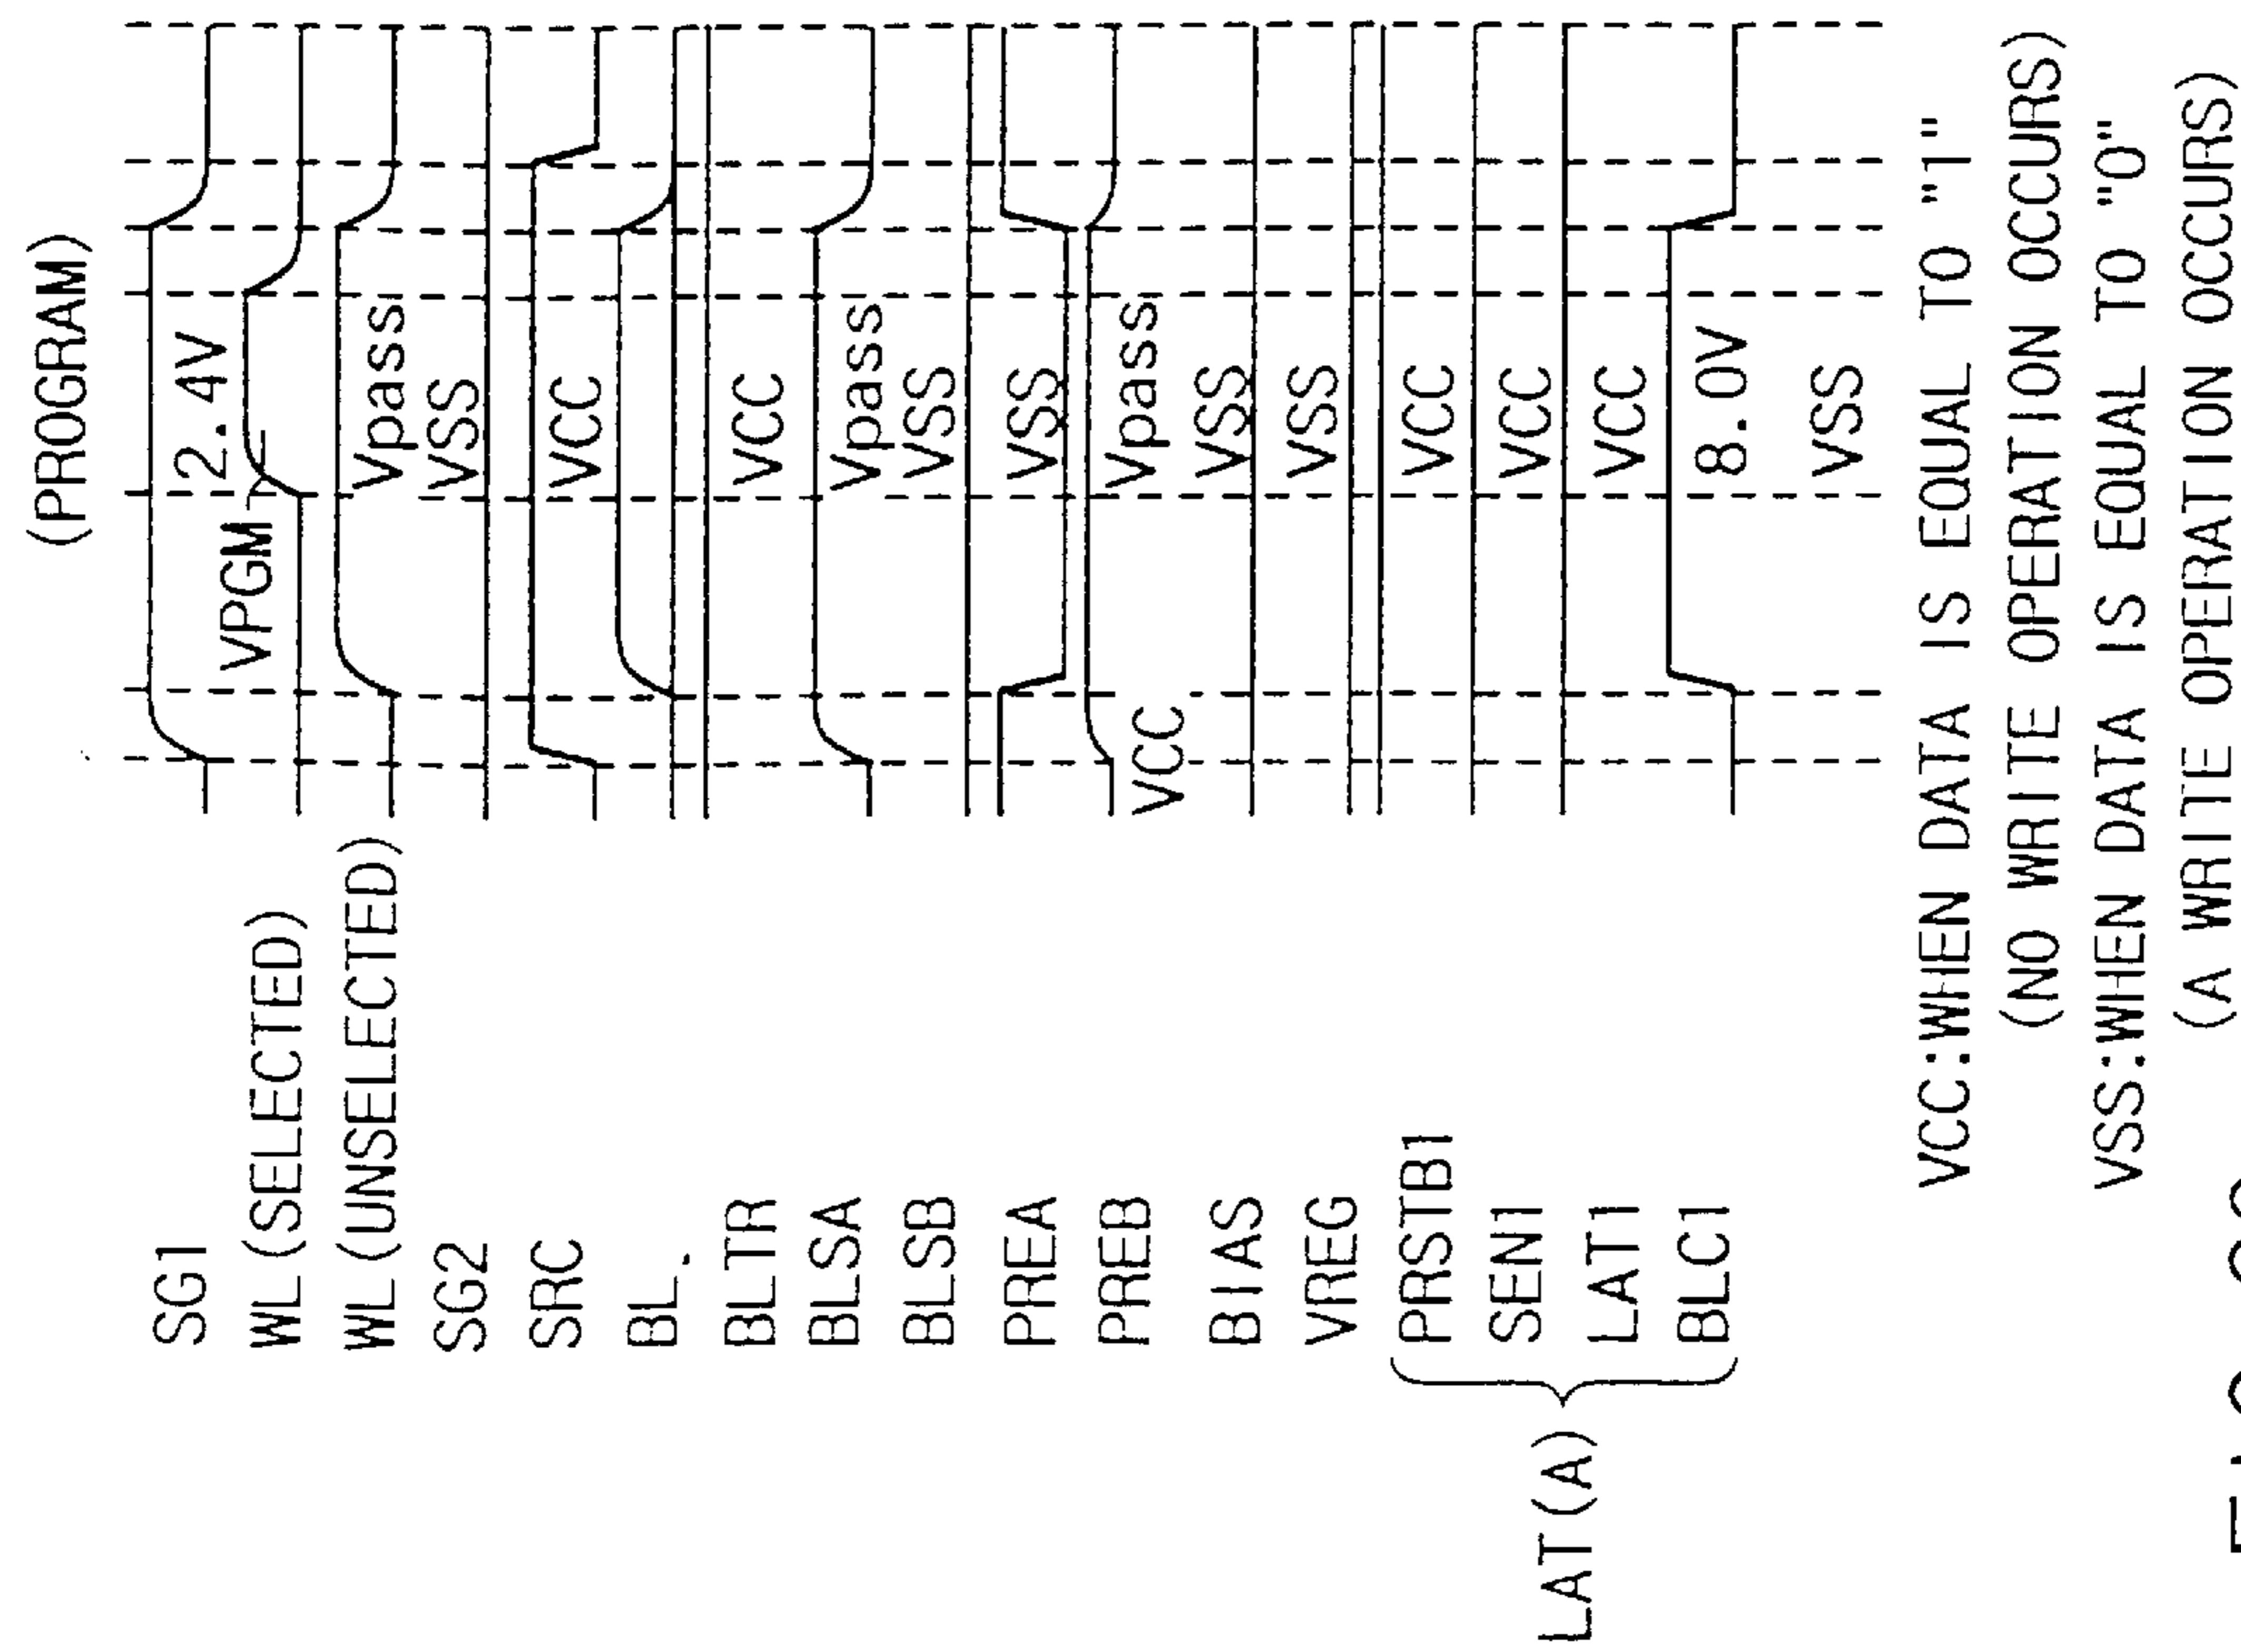 (PROGRAM)
SG1 2.4V
WL(SELECTED) VPGM
WL(UNSELECTED) Vpass
SG2 VSS
SRC VCC
BL
BLTR VCC
BLSA Vpass
BLSB VSS
PREA VSS
PREB Vpass
VCC
BIAS VSS
VREG VSS
PRSTB1 VCC
SEN1 VCC
LAT(A)
LAT1 VCC
BLC1 8.0V
VSS
VCC:WHEN DATA IS EQUAL TO "1"
(NO WRITE OPERATION OCCURS)
VSS:WHEN DATA IS EQUAL TO "0"
(A WRITE OPERATION OCCURS)